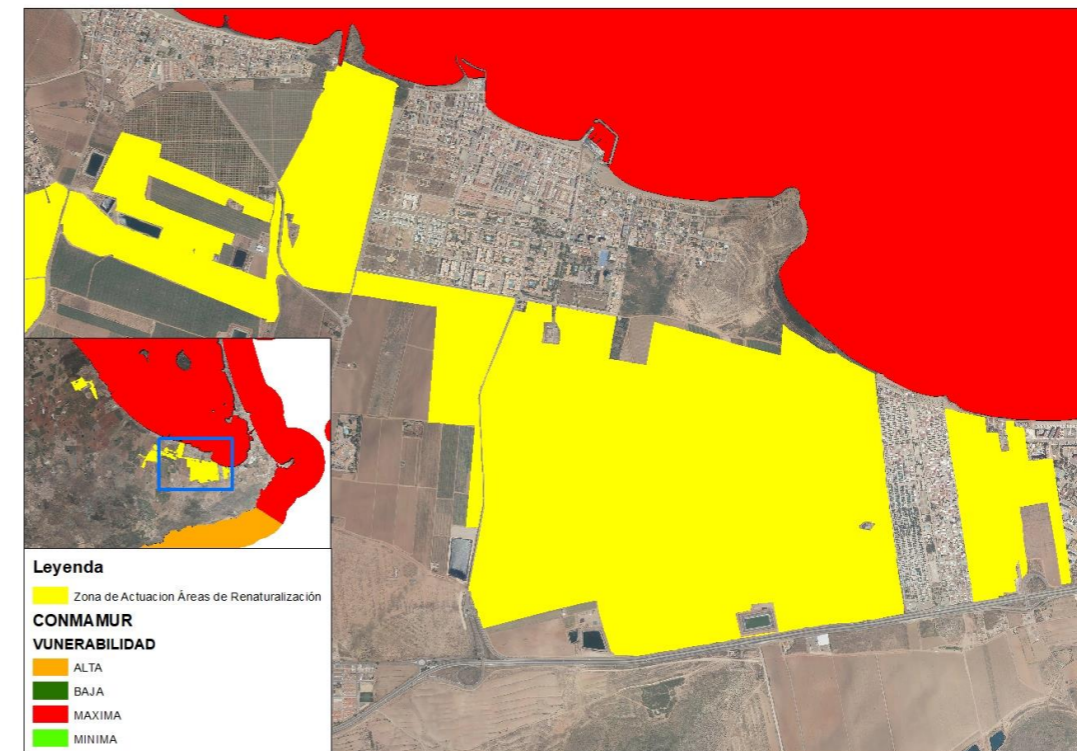 Leyenda
Zona de Actuacion Áreas de Renaturalización
CONMAMUR
VUNERABILIDAD
ALTA
BAJA
MAXIMA
MINIMA